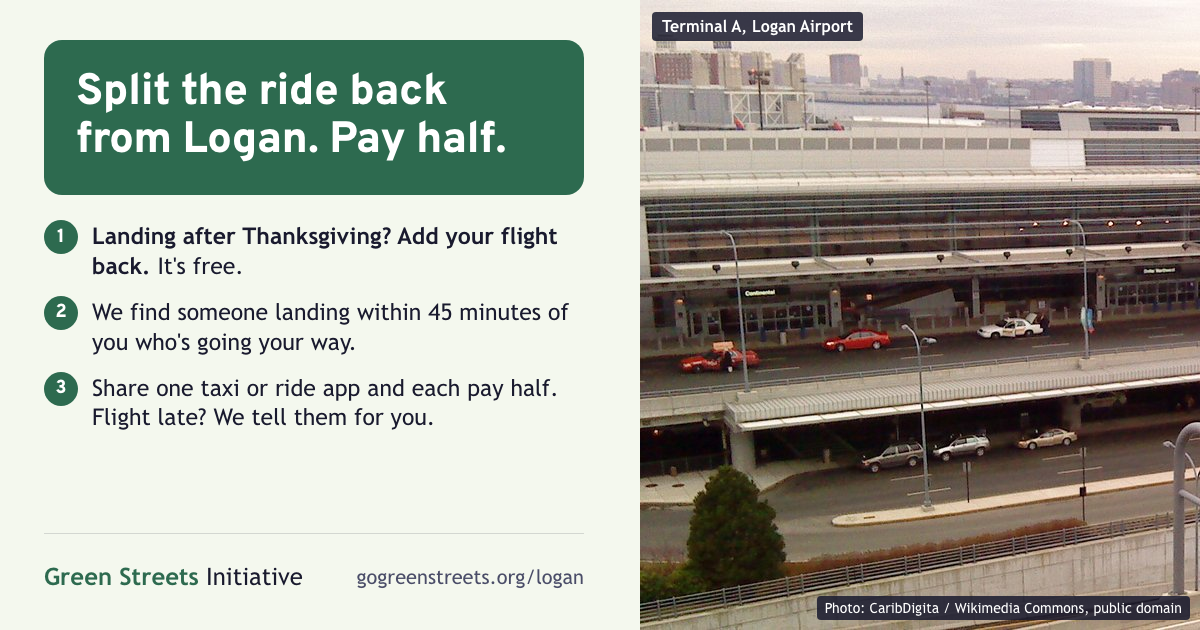 Split the ride back
from Logan. Pay half.
1 Landing after Thanksgiving? Add your flight
back. It's free.
2 We find someone landing within 45 minutes of
you who's going your way.
3 Share one taxi or ride app and each pay half.
Flight late? We tell them for you.
Green Streets Initiative
gogreenstreets.org/logan
Terminal A, Logan Airport
Continental
Delta Northwest
Photo: CaribDigita / Wikimedia Commons, public domain